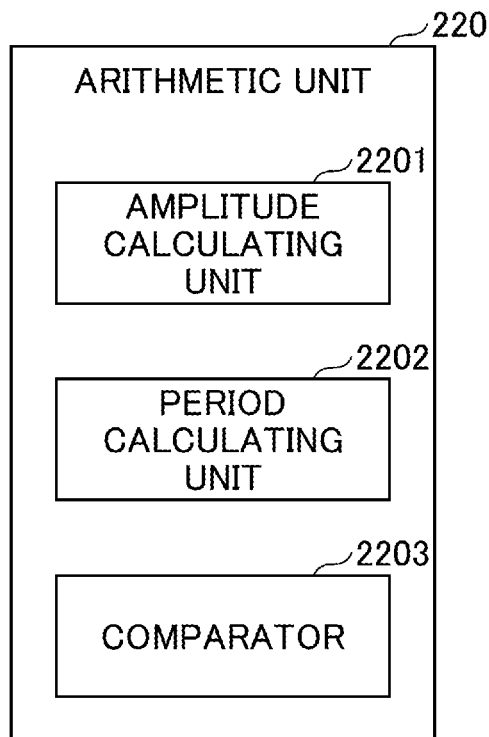 220
ARITHMETIC UNIT
2201
AMPLITUDE
CALCULATING
UNIT
2202
PERIOD
CALCULATING
UNIT
2203
COMPARATOR